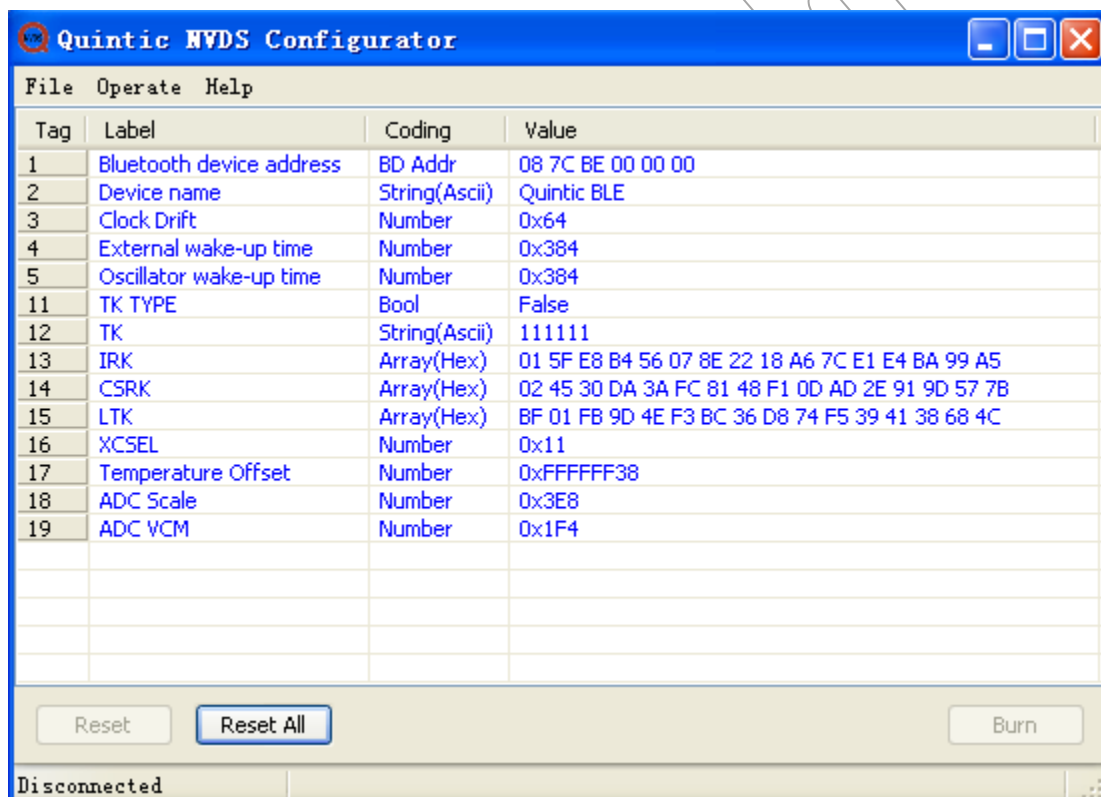 Quintic NVDS Configurator
File Operate Help
Tag Label Coding Value
1 Bluetooth device address BD Addr 08 7C BE 00 00 00
2 Device name String(Ascii) Quintic BLE
3 Clock Drift Number 0x64
4 External wake-up time Number 0x384
5 Oscillator wake-up time Number 0x384
11 TK TYPE Bool False
12 TK String(Ascii) 111111
13 IRK Array(Hex) 01 5F E8 B4 56 07 8E 22 18 A6 7C E1 E4 BA 99 A5
14 CSRK Array(Hex) 02 45 30 DA 3A FC 81 48 F1 0D AD 2E 91 9D 57 7B
15 LTK Array(Hex) BF 01 FB 9D 4E F3 BC 36 D8 74 F5 39 41 38 68 4C
16 XCSEL Number 0x11
17 Temperature Offset Number 0xFFFFFF38
18 ADC Scale Number 0x3E8
19 ADC VCM Number 0x1F4
Reset Reset All Burn
Disconnected